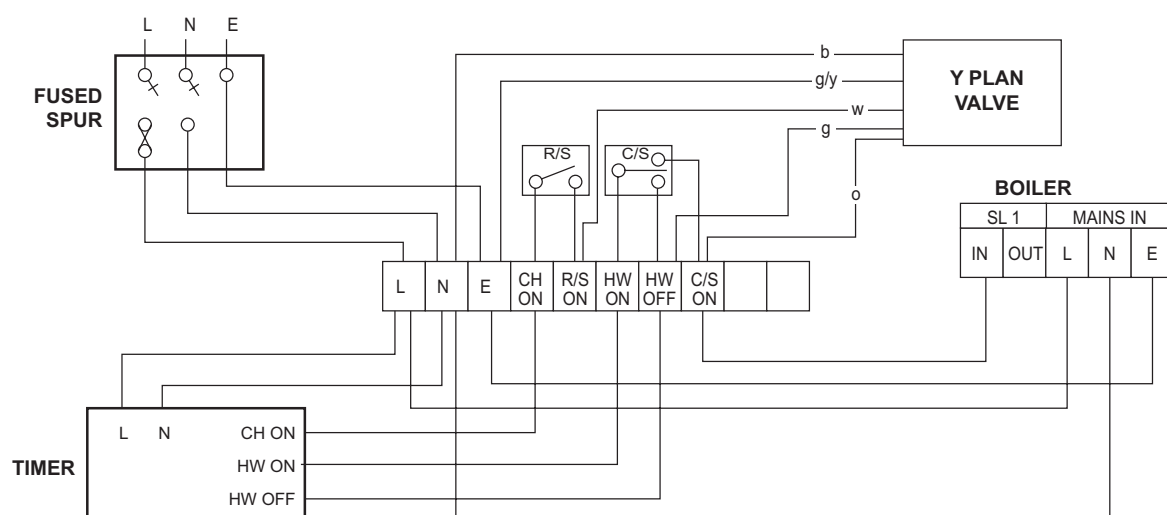 L N E
FUSED
SPUR
b
g/y
w
g
o
Y PLAN
VALVE
R/S
C/S
BOILER
SL 1 MAINS IN
IN OUT L N E
L N E CH ON R/S ON HW ON HW OFF C/S ON
L N CH ON
TIMER
HW ON
HW OFF